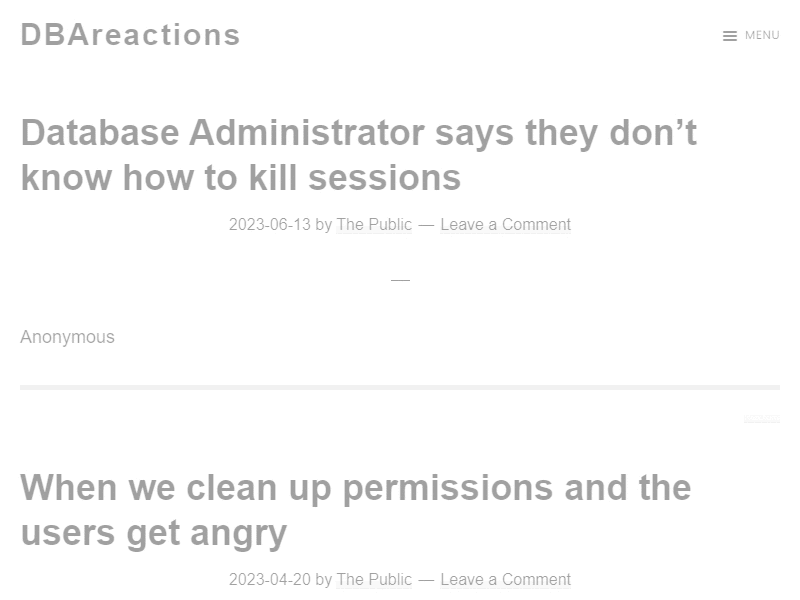 DBAreactions
MENU
Database Administrator says they don’t
know how to kill sessions
2023-06-13 by The Public — Leave a Comment
—
Anonymous
When we clean up permissions and the
users get angry
2023-04-20 by The Public — Leave a Comment